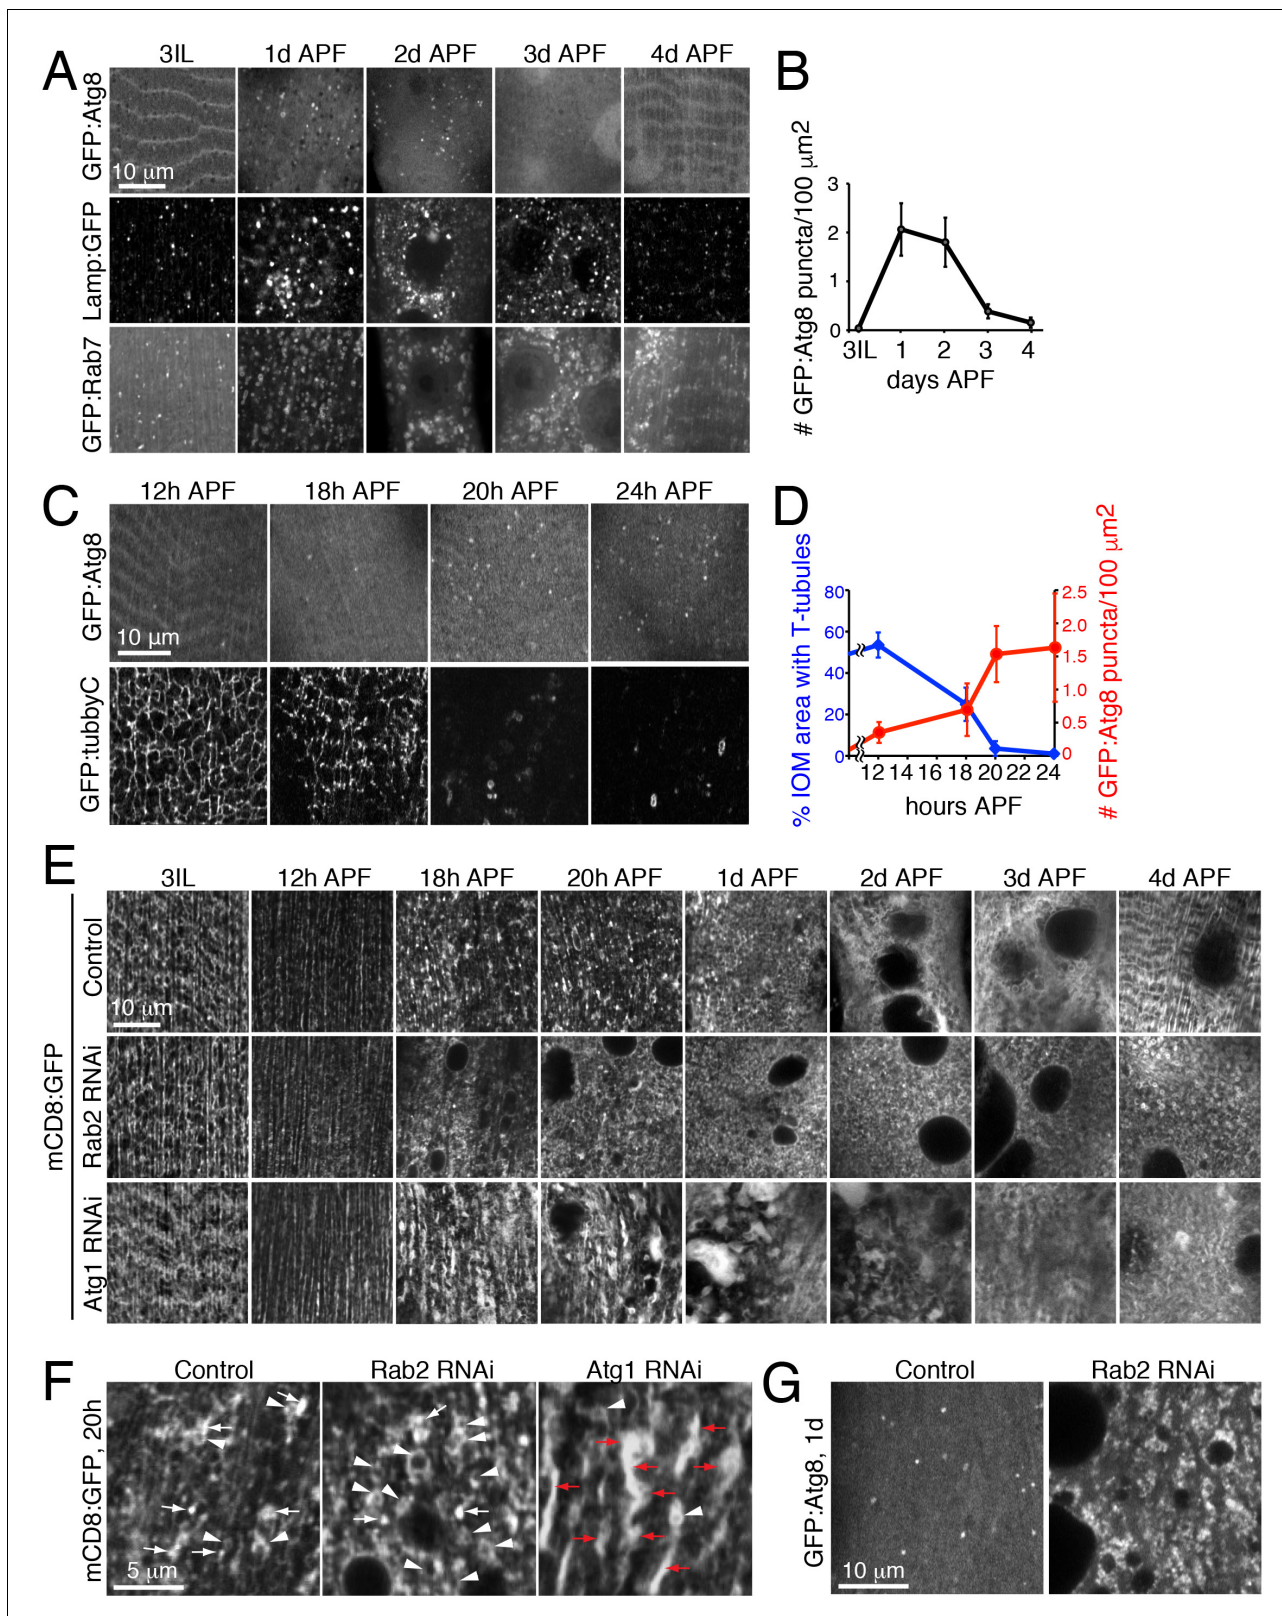 A
3IL
1d APF
2d APF
3d APF
4d APF
GFP:Atg8
10 µm
Lamp:GFP
GFP:Rab7
B
# GFP:Atg8 puncta/100 µm2
3
2
1
0
3IL
1
2
3
4
days APF
C
12h APF
18h APF
20h APF
24h APF
GFP:Atg8
10 µm
GFP:tubbyC
D
% IOM area with T-tubules
80
60
40
20
0
# GFP:Atg8 puncta/100 µm2
2.5
2.0
1.5
1.0
0.5
0
12 14 16 18 20 22 24
hours APF
E
3IL
12h APF
18h APF
20h APF
1d APF
2d APF
3d APF
4d APF
mCD8:GFP
Control
10 µm
Rab2 RNAi
Atg1 RNAi
F
Control
Rab2 RNAi
Atg1 RNAi
mCD8:GFP, 20h
5 µm
G
Control
Rab2 RNAi
GFP:Atg8, 1d
10 µm